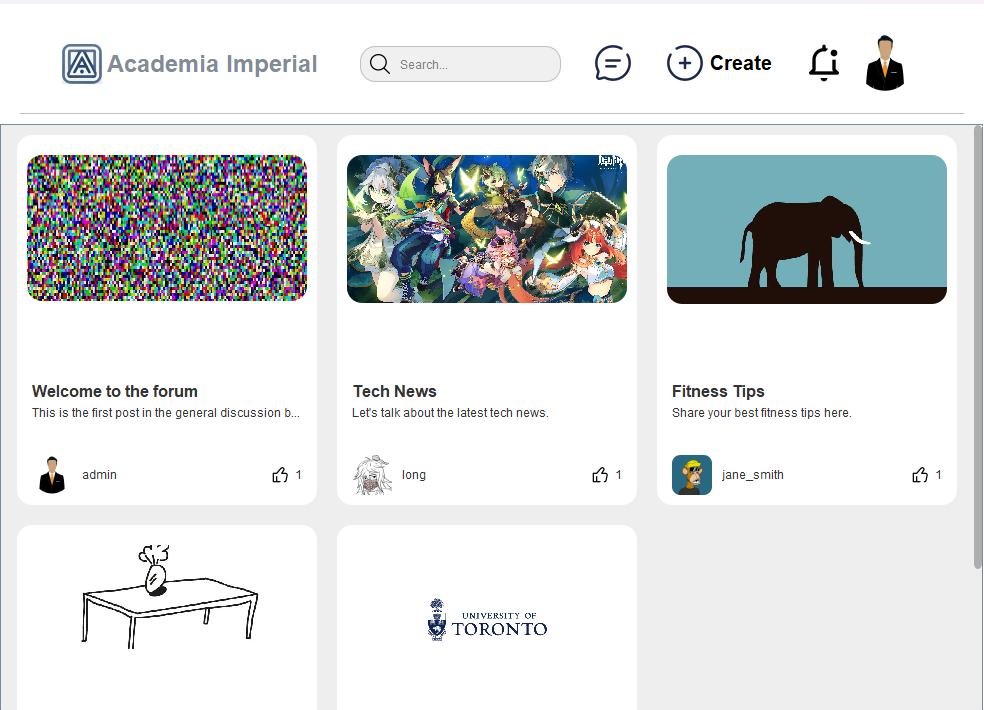 Academia Imperial
Search...
Create
原神
Welcome to the forum
This is the first post in the general discussion b...
admin
1
Tech News
Let's talk about the latest tech news.
long
1
Fitness Tips
Share your best fitness tips here.
jane_smith
1
UNIVERSITY OF
TORONTO